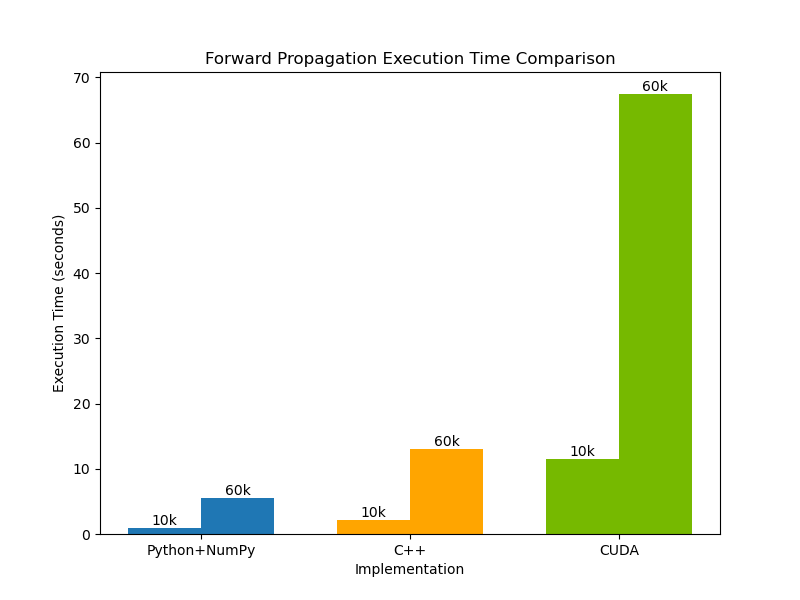 Forward Propagation Execution Time Comparison
70
60
50
40
30
20
10
0
Execution Time (seconds)
10k
60k
10k
60k
10k
60k
Python+NumPy
C++
CUDA
Implementation